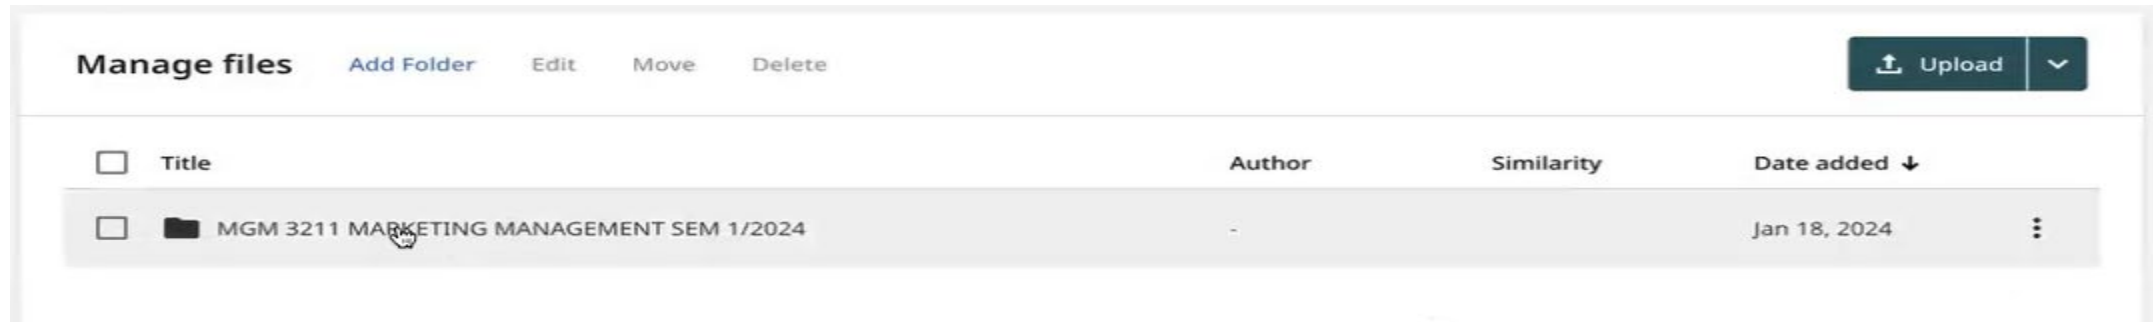 Manage files Add Folder Edit Move Delete Upload
Title Author Similarity Date added
MGM 3211 MARKETING MANAGEMENT SEM 1/2024 - Jan 18, 2024